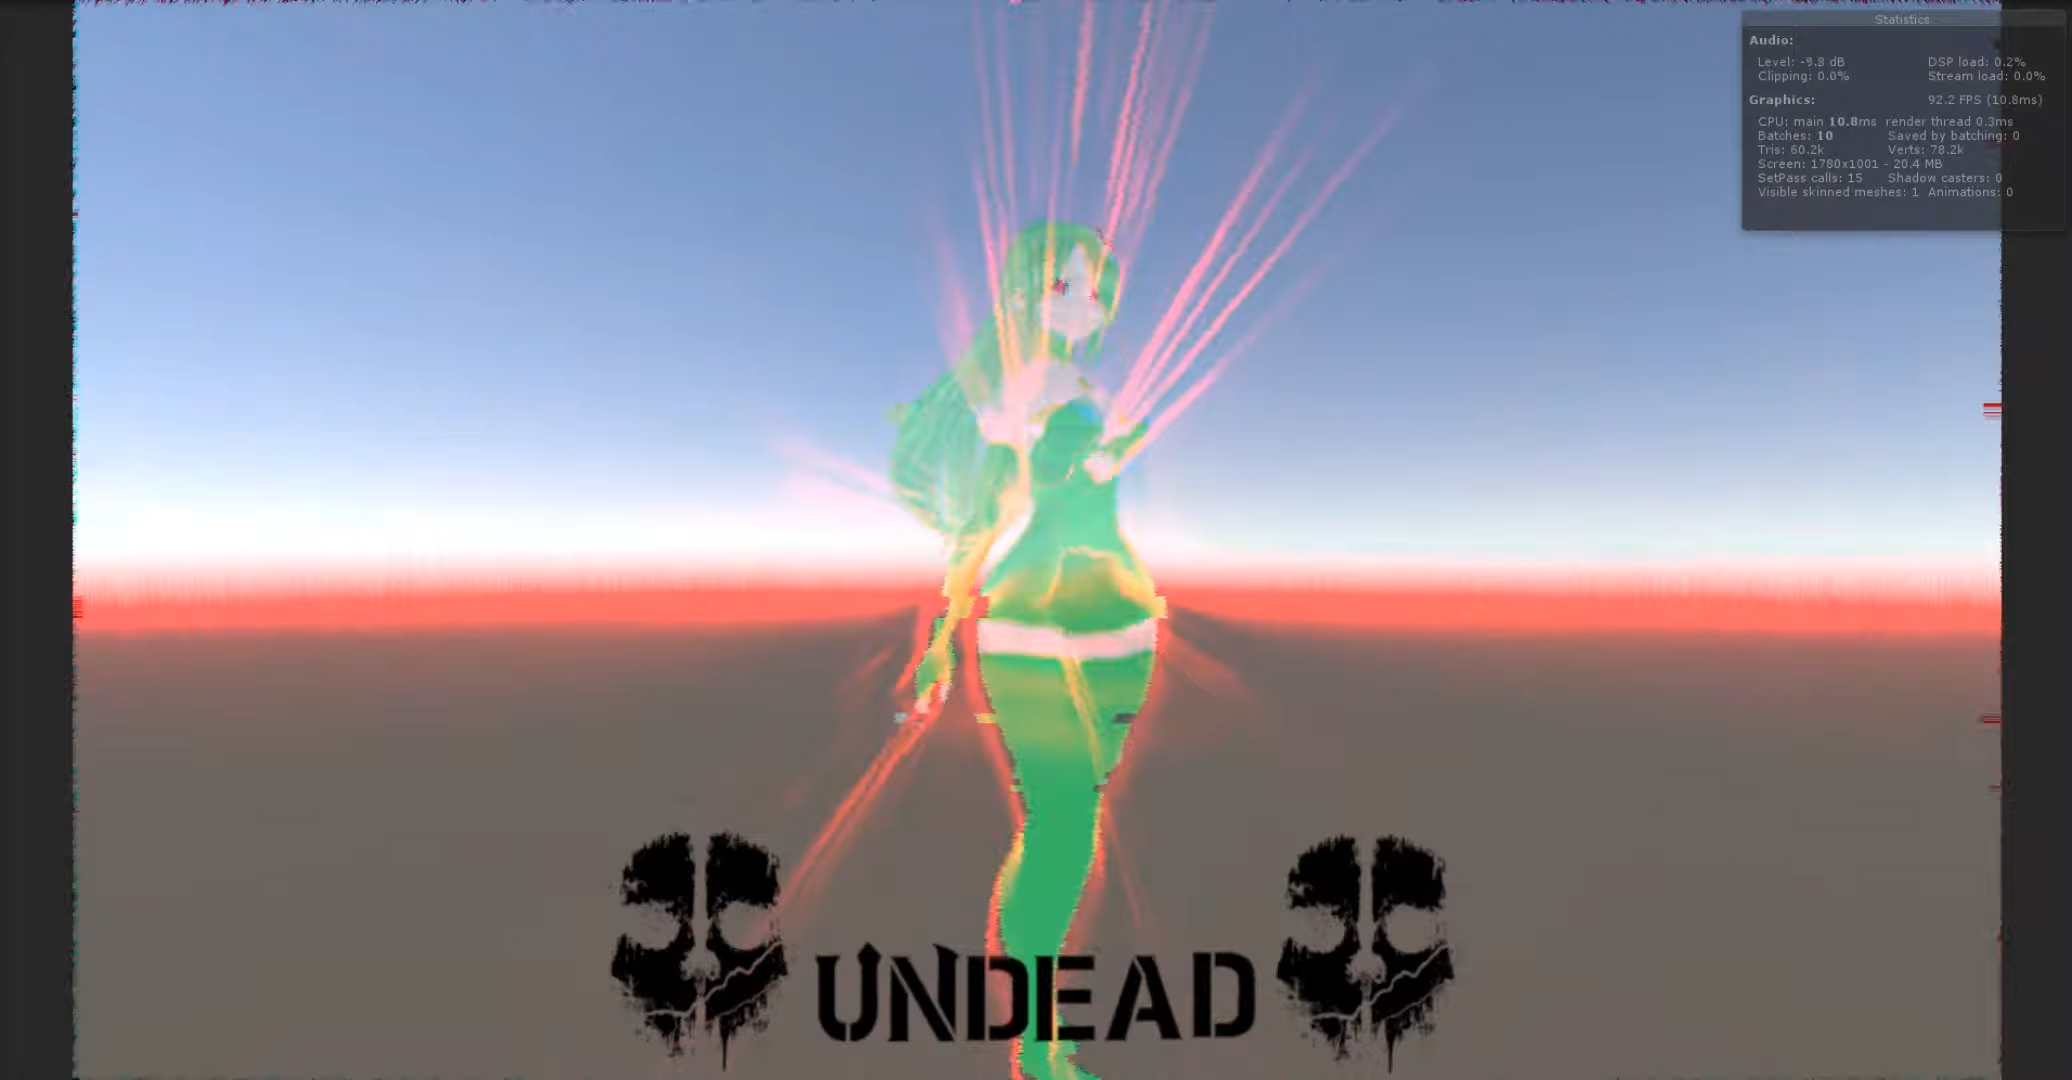 Statistics
Audio:
Level: -9.3 dB DSP load: 0.2%
Clipping: 0.0% Stream load: 0.0%
Graphics: 92.2 FPS (10.8ms)
CPU: main 10.8ms render thread 0.3ms
Batches: 10 Saved by batching: 0
Tris: 60.2k Verts: 78.2k
Screen: 1780x1001 - 20.4 MB
SetPass calls: 15 Shadow casters: 0
Visible skinned meshes: 1 Animations: 0
UNDEAD